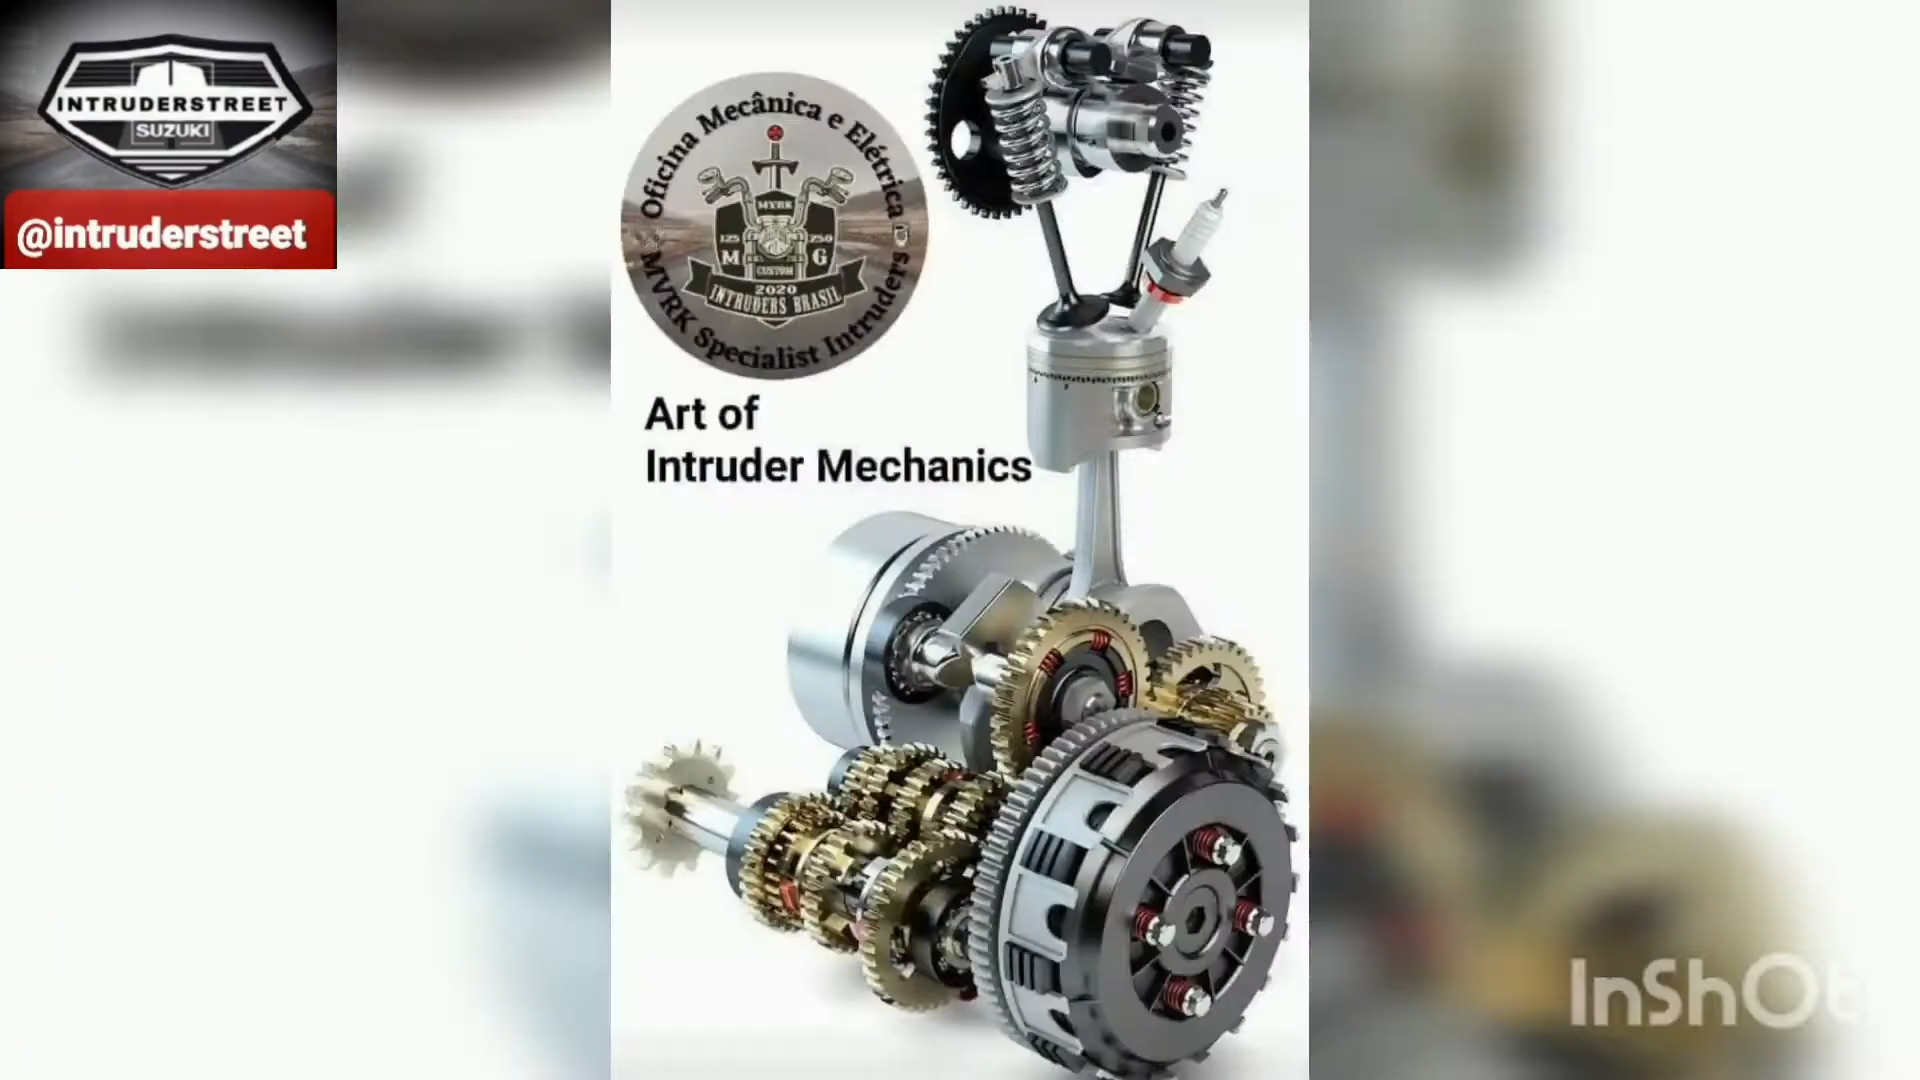 INTRUDERSTREET
SUZUKI
@intruderstreet
Oficina Mecânica e Elétrica
MVRK
125 250
M G
CUSTOM
2020
INTRUDERS BRASIL
MVRK Specialist Intruders
Art of
Intruder Mechanics
InShOt